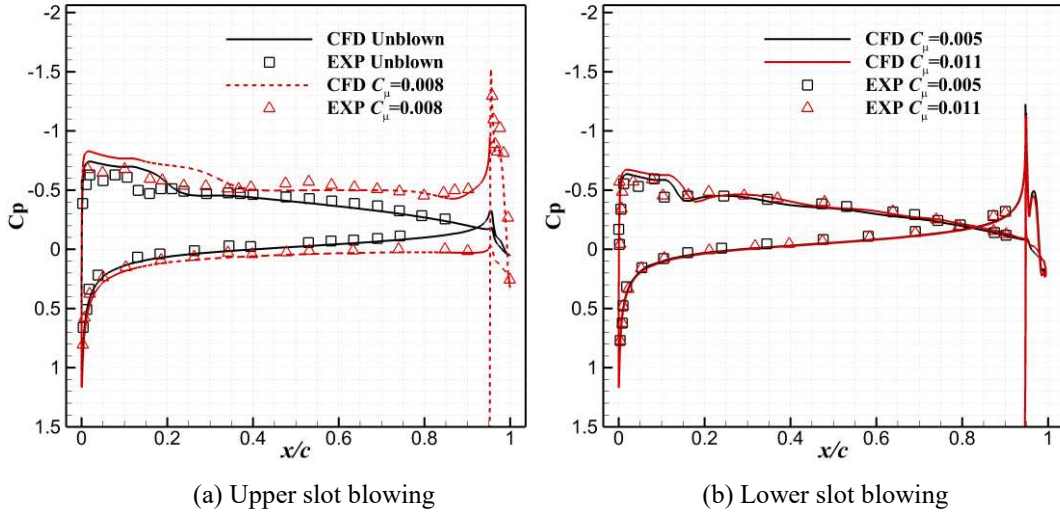 -2
-1.5
-1
-0.5
0
0.5
1
1.5
Cp
CFD Unblown
EXP Unblown
CFD Cμ=0.008
EXP Cμ=0.008
0 0.2 0.4 0.6 0.8 1
x/c
(a) Upper slot blowing
-2
-1.5
-1
-0.5
0
0.5
1
1.5
Cp
CFD Cμ=0.005
CFD Cμ=0.011
EXP Cμ=0.005
EXP Cμ=0.011
0 0.2 0.4 0.6 0.8 1
x/c
(b) Lower slot blowing